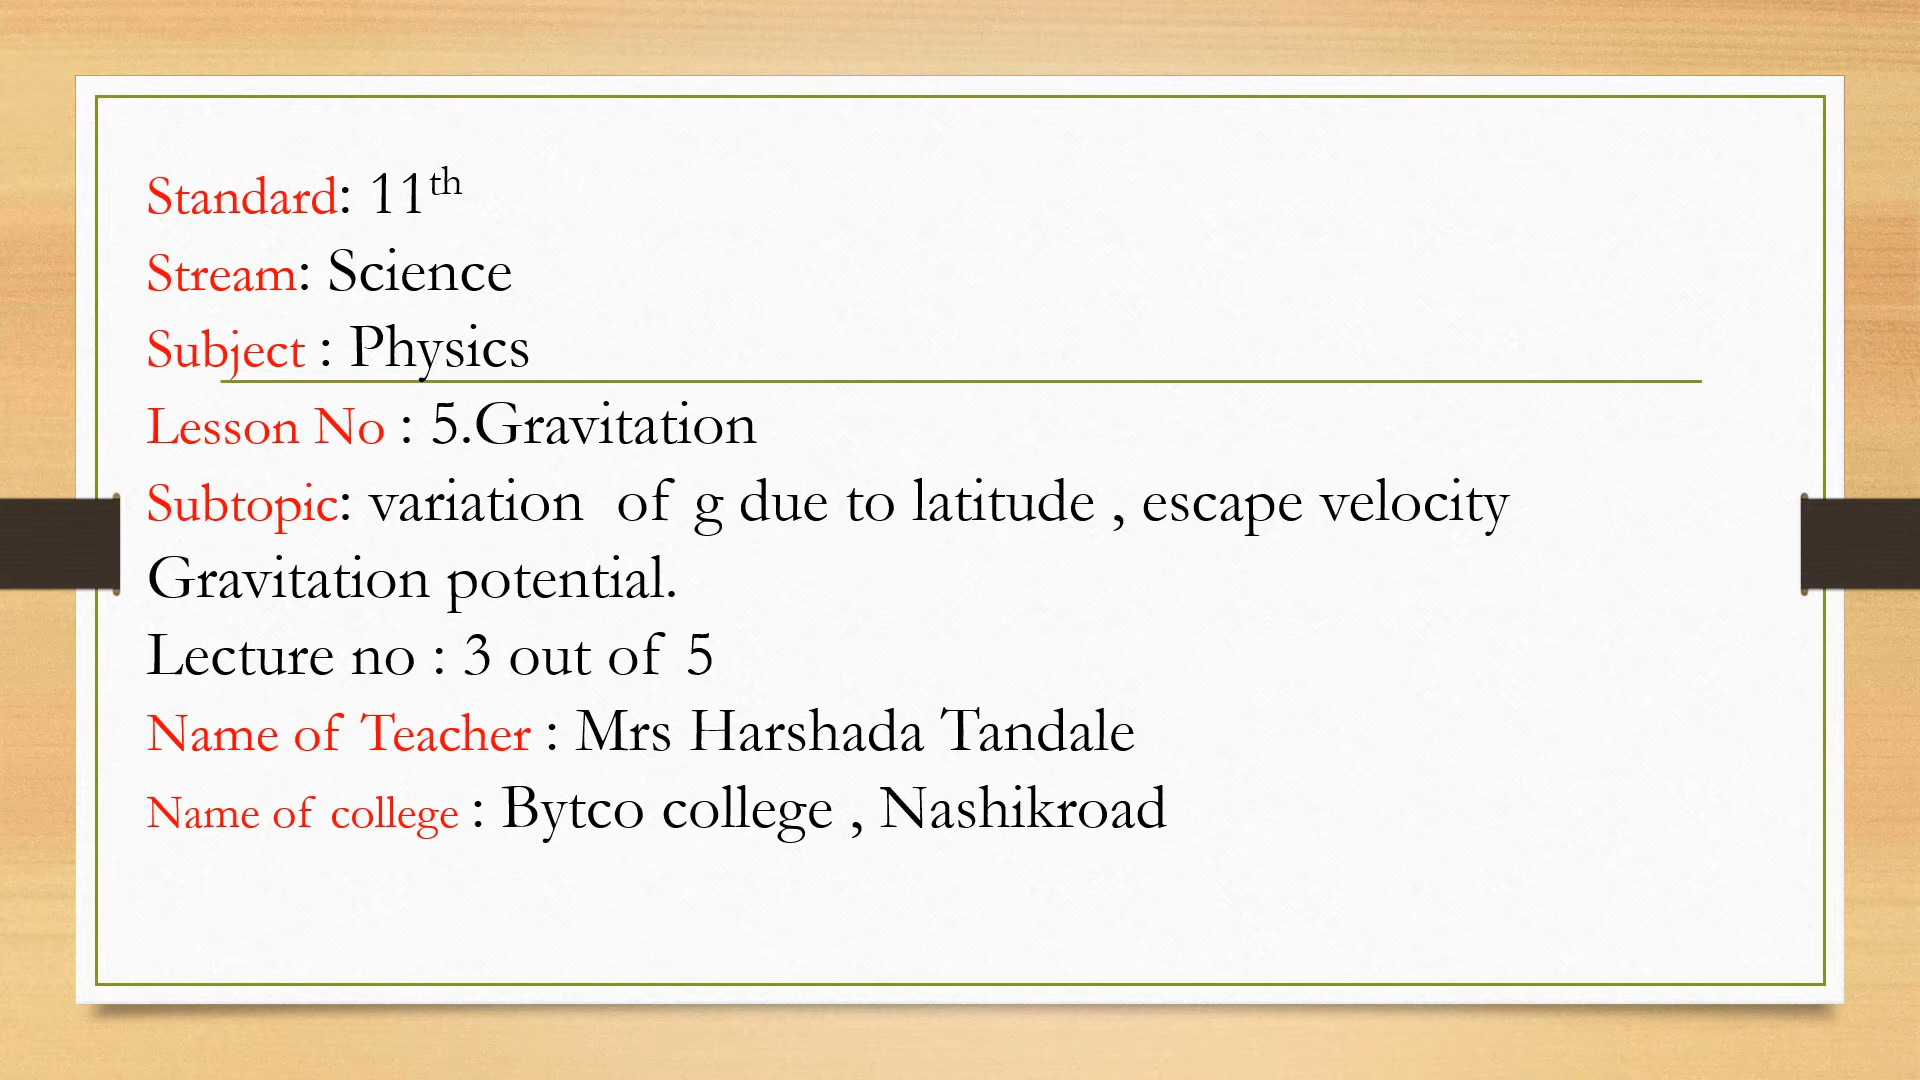 Standard: 11th
Stream: Science
Subject : Physics
Lesson No : 5.Gravitation
Subtopic: variation  of g due to latitude , escape velocity
Gravitation potential.
Lecture no : 3 out of 5
Name of Teacher : Mrs Harshada Tandale
Name of college : Bytco college , Nashikroad